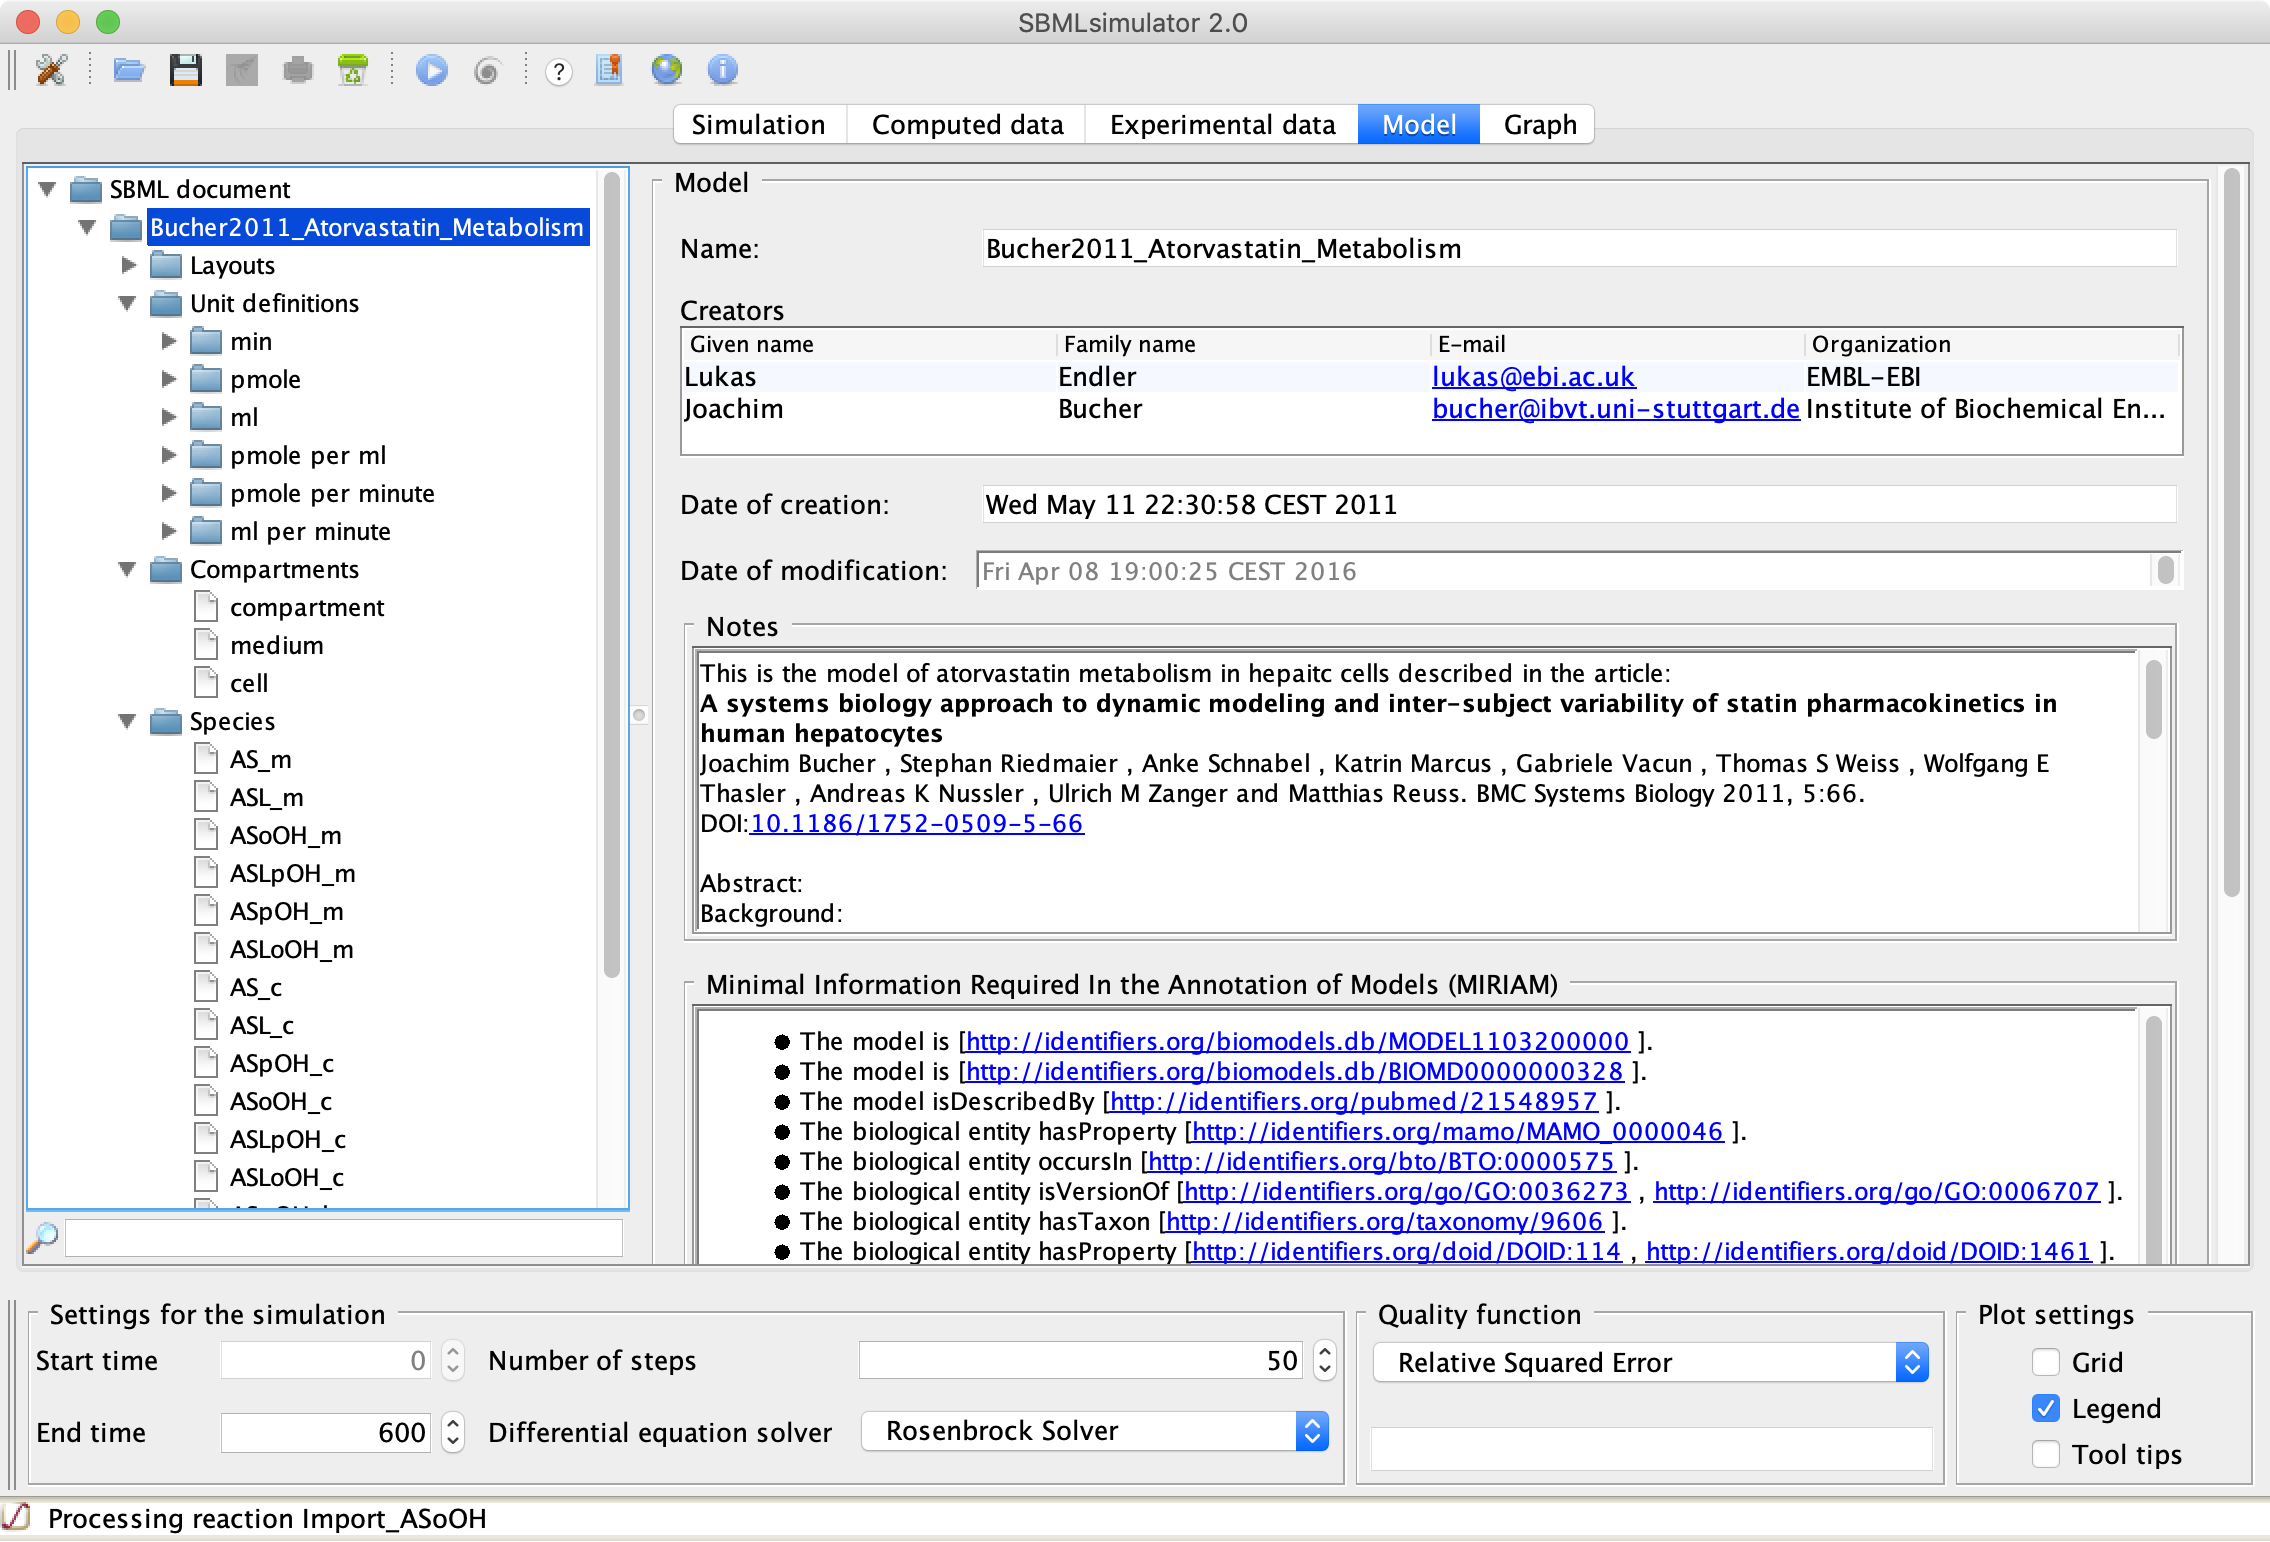 SBMLsimulator 2.0
?
Simulation Computed data Experimental data Model Graph
SBML document
Bucher2011_Atorvastatin_Metabolism
Layouts
Unit definitions
min
pmole
ml
pmole per ml
pmole per minute
ml per minute
Compartments
compartment
medium
cell
Species
AS_m
ASL_m
ASoOH_m
ASLpOH_m
ASpOH_m
ASLoOH_m
AS_c
ASL_c
ASpOH_c
ASoOH_c
ASLpOH_c
ASLoOH_c
Model
Name: Bucher2011_Atorvastatin_Metabolism
Creators
Given name Family name E-mail Organization
Lukas Endler lukas@ebi.ac.uk EMBL-EBI
Joachim Bucher bucher@ibvt.uni-stuttgart.de Institute of Biochemical En...
Date of creation: Wed May 11 22:30:58 CEST 2011
Date of modification: Fri Apr 08 19:00:25 CEST 2016
Notes
This is the model of atorvastatin metabolism in hepaitc cells described in the article:
A systems biology approach to dynamic modeling and inter-subject variability of statin pharmacokinetics in
human hepatocytes
Joachim Bucher , Stephan Riedmaier , Anke Schnabel , Katrin Marcus , Gabriele Vacun , Thomas S Weiss , Wolfgang E
Thasler , Andreas K Nussler , Ulrich M Zanger and Matthias Reuss. BMC Systems Biology 2011, 5:66.
DOI:10.1186/1752-0509-5-66
Abstract:
Background:
Minimal Information Required In the Annotation of Models (MIRIAM)
● The model is [http://identifiers.org/biomodels.db/MODEL1103200000 ].
● The model is [http://identifiers.org/biomodels.db/BIOMD0000000328 ].
● The model isDescribedBy [http://identifiers.org/pubmed/21548957 ].
● The biological entity hasProperty [http://identifiers.org/mamo/MAMO_0000046 ].
● The biological entity occursIn [http://identifiers.org/bto/BTO:0000575 ].
● The biological entity isVersionOf [http://identifiers.org/go/GO:0036273 , http://identifiers.org/go/GO:0006707 ].
● The biological entity hasTaxon [http://identifiers.org/taxonomy/9606 ].
● The biological entity hasProperty [http://identifiers.org/doid/DOID:114 , http://identifiers.org/doid/DOID:1461 ].
Settings for the simulation
Start time 0 Number of steps 50
End time 600 Differential equation solver Rosenbrock Solver
Quality function
Relative Squared Error
Plot settings
Grid
Legend
Tool tips
Processing reaction Import_ASoOH